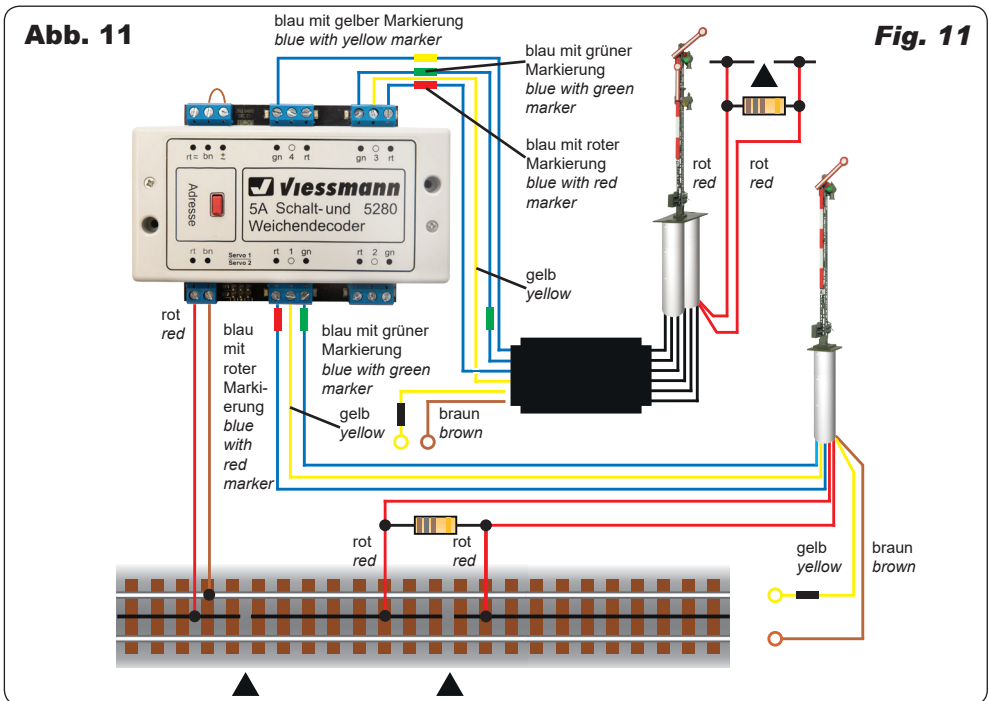 Abb. 11
Fig. 11
blau mit gelber Markierung
blue with yellow marker
blau mit grüner
Markierung
blue with green
marker
blau mit roter
Markierung
blue with red
marker
rot
red
rot
red
rt = bn ±
gn 4 rt
gn 3 rt
Adresse
Viessmann
5A Schalt- und 5280
Weichendecoder
rt bn
Servo 1
Servo 2
rt 1 gn
rt 2 gn
gelb
yellow
rot
red
blau
mit
roter
Marki-
erung
blue
with
red
marker
blau mit grüner
Markierung
blue with green
marker
gelb
yellow
braun
brown
rot
red
rot
red
gelb
yellow
braun
brown